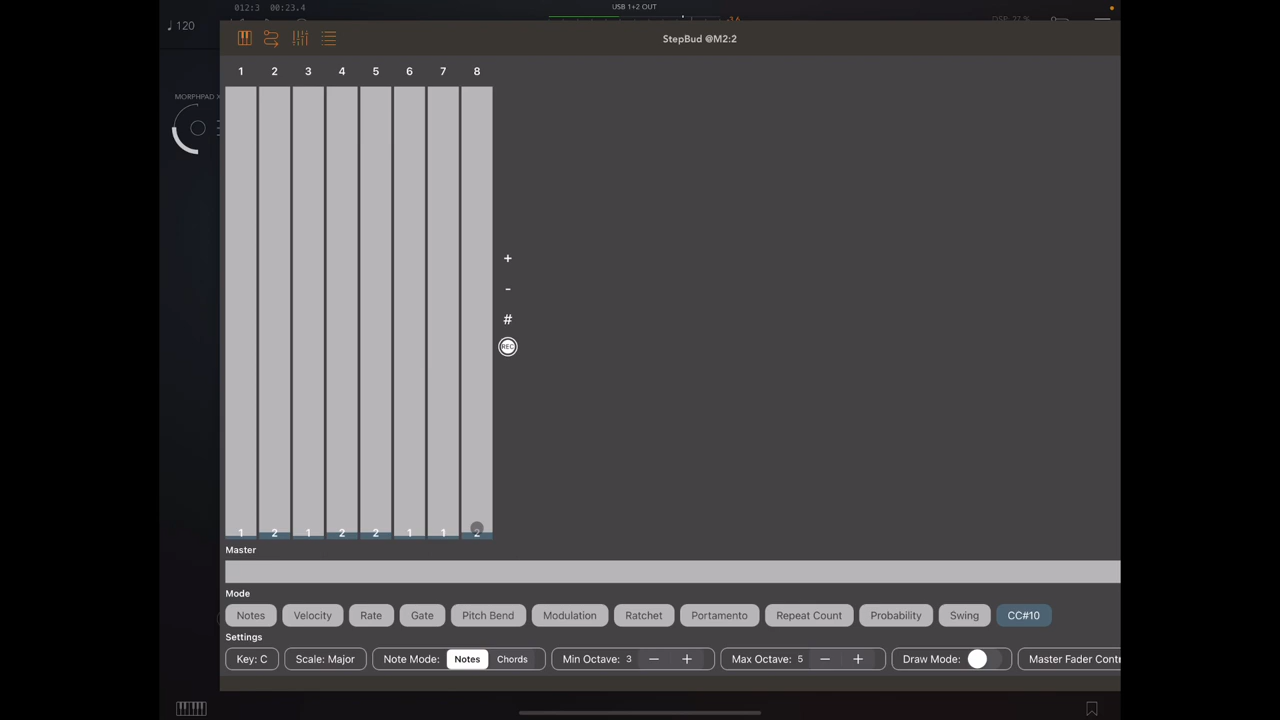 USB 1+2 OUT
012:3 00:23.4
♩120
DSP 77 %
StepBud @M2:2
1 2 3 4 5 6 7 8
MORPHPAD X
+
-
#
REC
1 2 1 2 2 1 1 2
Master
Mode
Notes Velocity Rate Gate Pitch Bend Modulation Ratchet Portamento Repeat Count Probability Swing CC#10
Settings
Key: C Scale: Major Note Mode: Notes Chords Min Octave: 3 — + Max Octave: 5 — + Draw Mode: Master Fader Contr